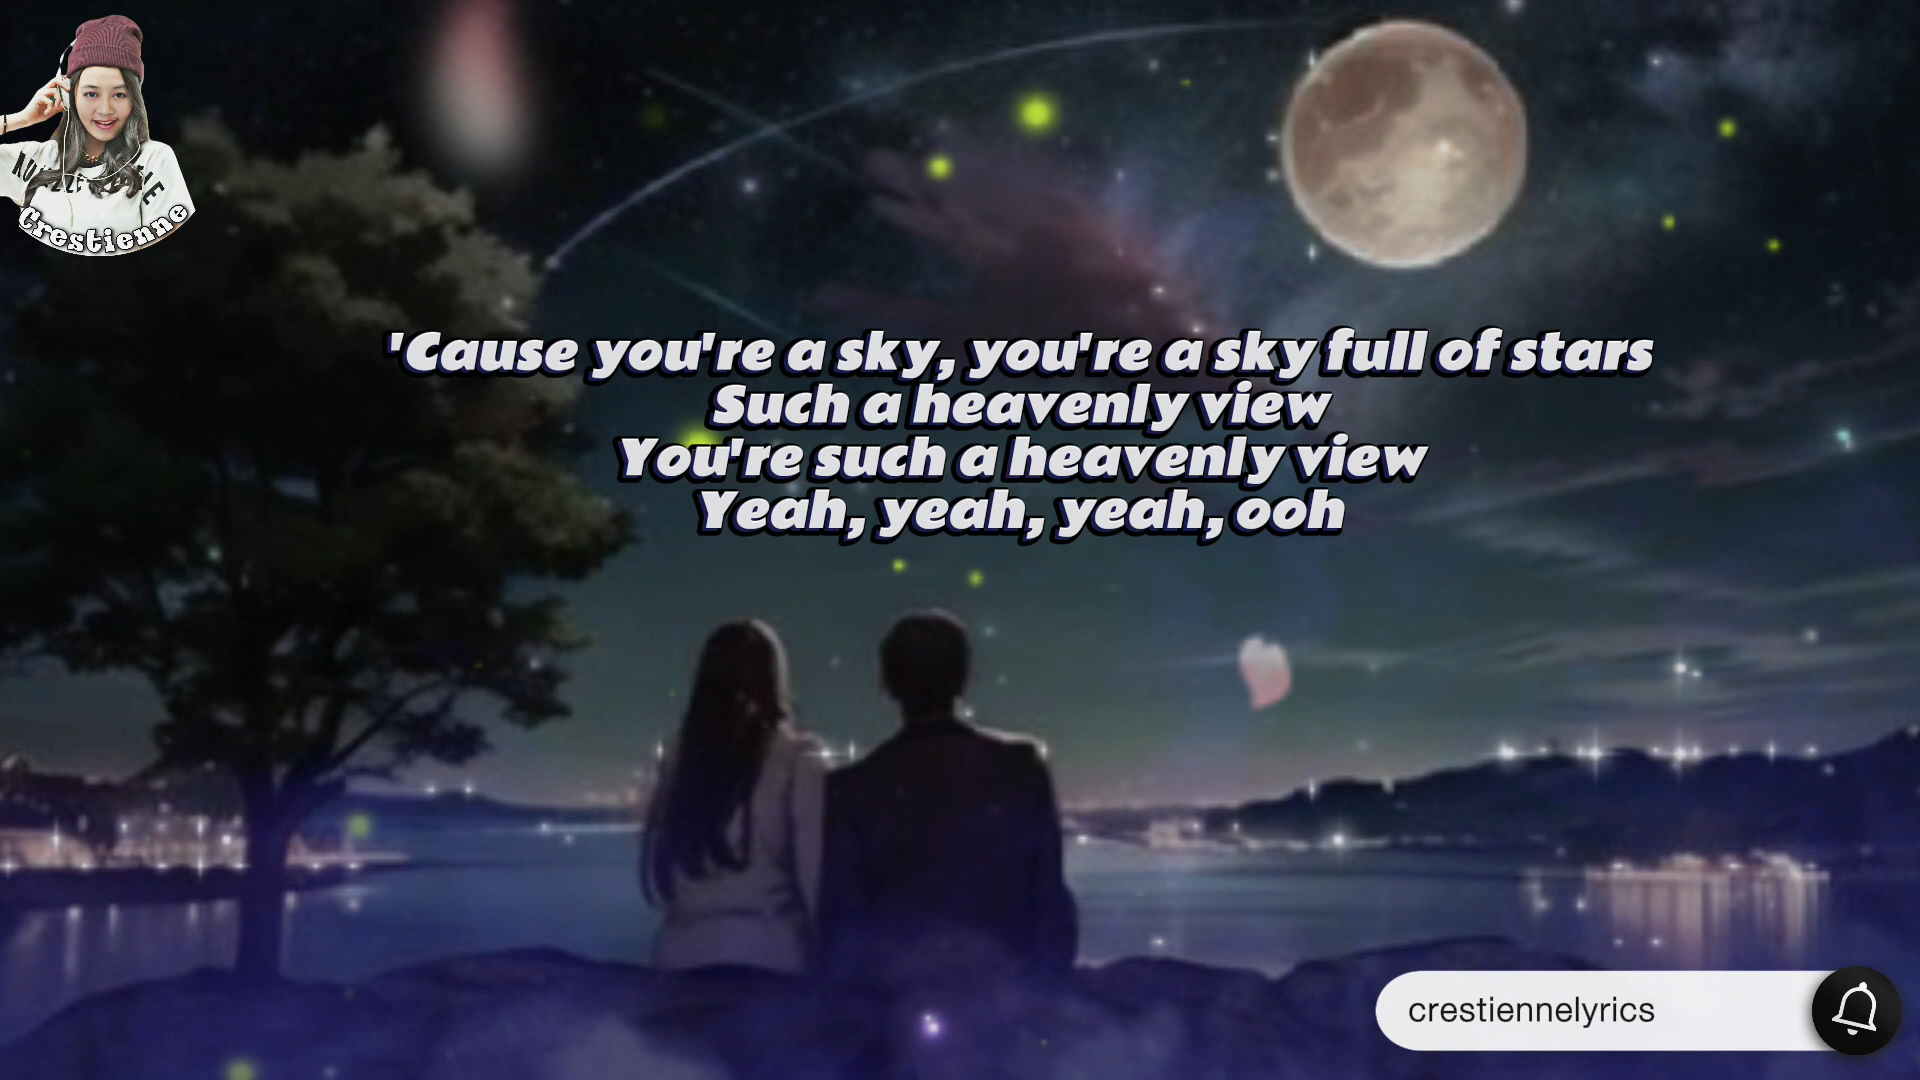 Crestienne
'Cause you're a sky, you're a sky full of stars
Such a heavenly view
You're such a heavenly view
Yeah, yeah, yeah, ooh
crestiennelyrics